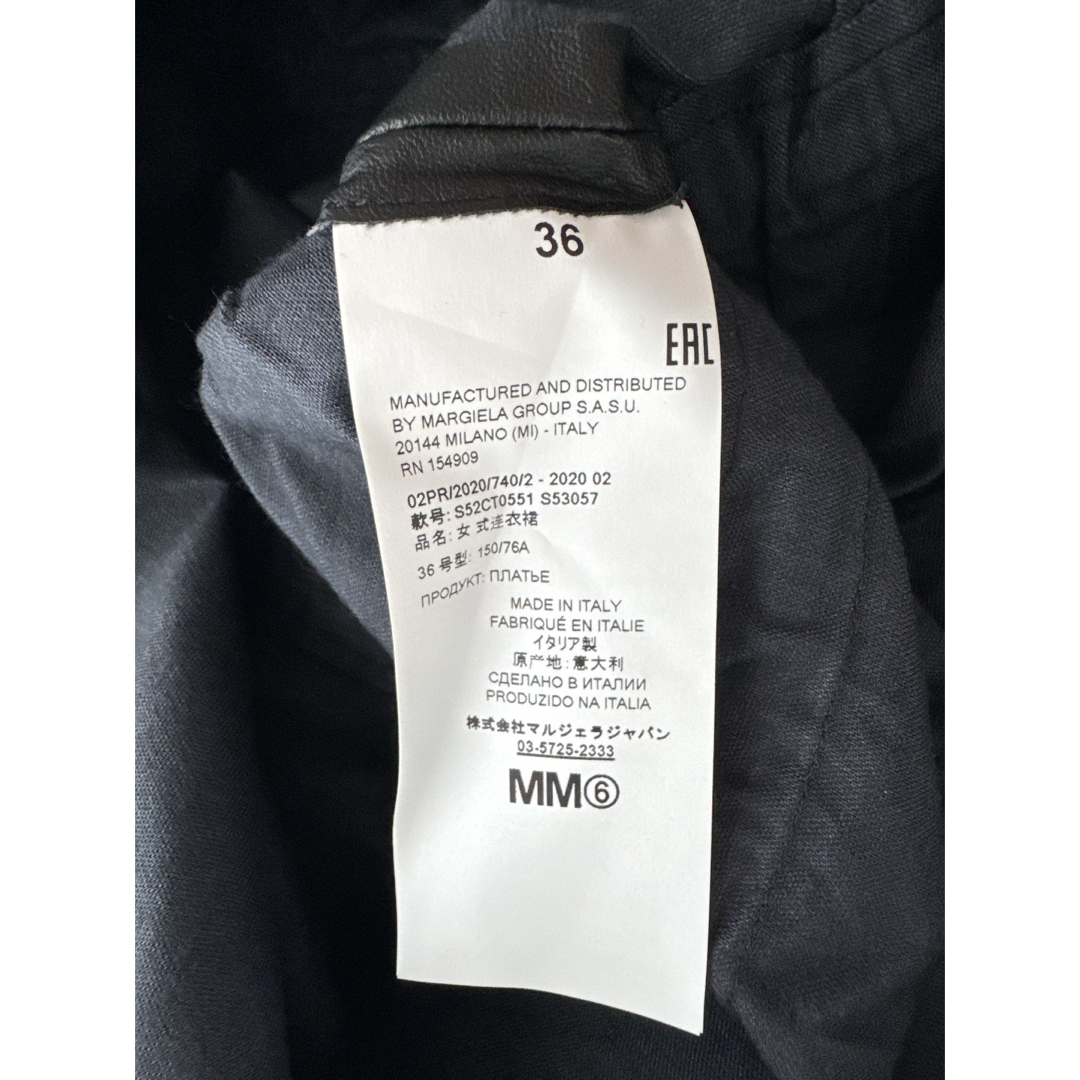 36
EAC
MANUFACTURED AND DISTRIBUTED
BY MARGIELA GROUP S.A.S.U.
20144 MILANO (MI) - ITALY
RN 154909
02PR/2020/740/2 - 2020 02
款号: S52CT0551 S53057
品名: 女式连衣裙
36 号型: 150/76A
ПРОДУКТ: ПЛАТЬЕ
MADE IN ITALY
FABRIQUÉ EN ITALIE
イタリア製
原产地: 意大利
СДЕЛАНО В ИТАЛИИ
PRODUZIDO NA ITALIA
株式会社マルジェラジャパン
03-5725-2333
MM⑥